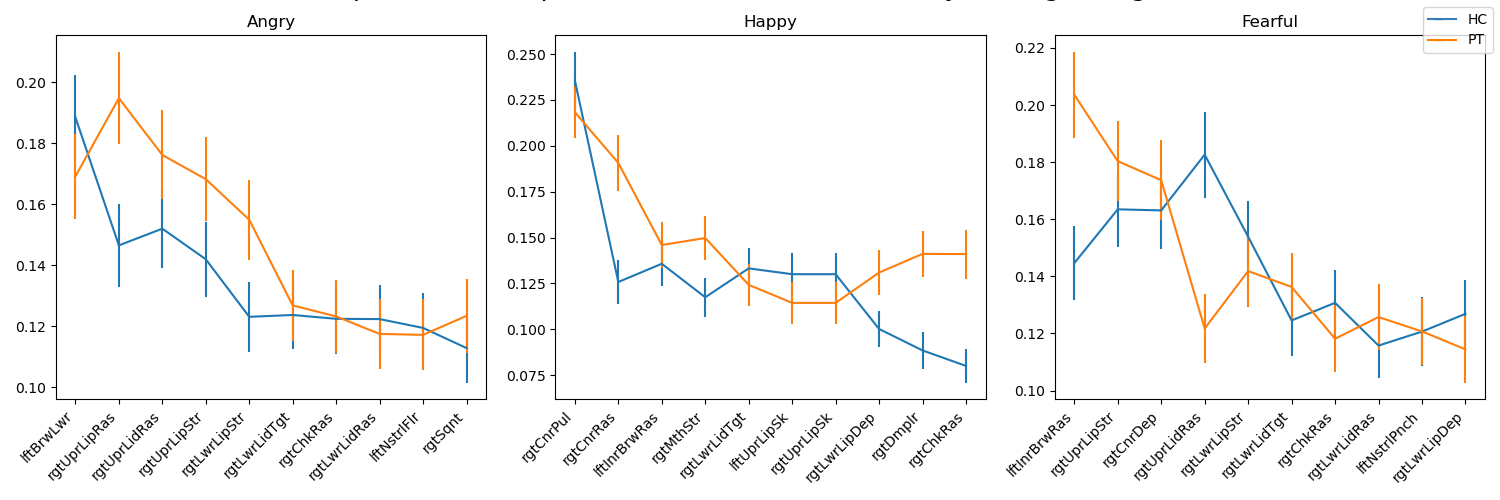 Angry
Happy
Fearful
HC
PT
0.20
0.18
0.16
0.14
0.12
0.10
lftBrwLwr
rgtUprLipRas
rgtUprLidRas
rgtUprLipStr
rgtLwrLipStr
rgtLwrLidTgt
rgtChkRas
rgtLwrLidRas
lftNstrlFlr
rgtSqnt
0.250
0.225
0.200
0.175
0.150
0.125
0.100
0.075
rgtCnrPul
rgtCnrRas
lftInrBrwRas
rgtMthStr
rgtLwrLidTgt
lftUprLipSk
rgtUprLipSk
rgtLwrLipDep
rgtDmplr
rgtChkRas
0.22
0.20
0.18
0.16
0.14
0.12
0.10
lftInrBrwRas
rgtUprLipStr
rgtCnrDep
rgtUprLidRas
rgtLwrLipStr
rgtLwrLidTgt
rgtChkRas
rgtLwrLidRas
lftNstrlPnch
rgtLwrLipDep